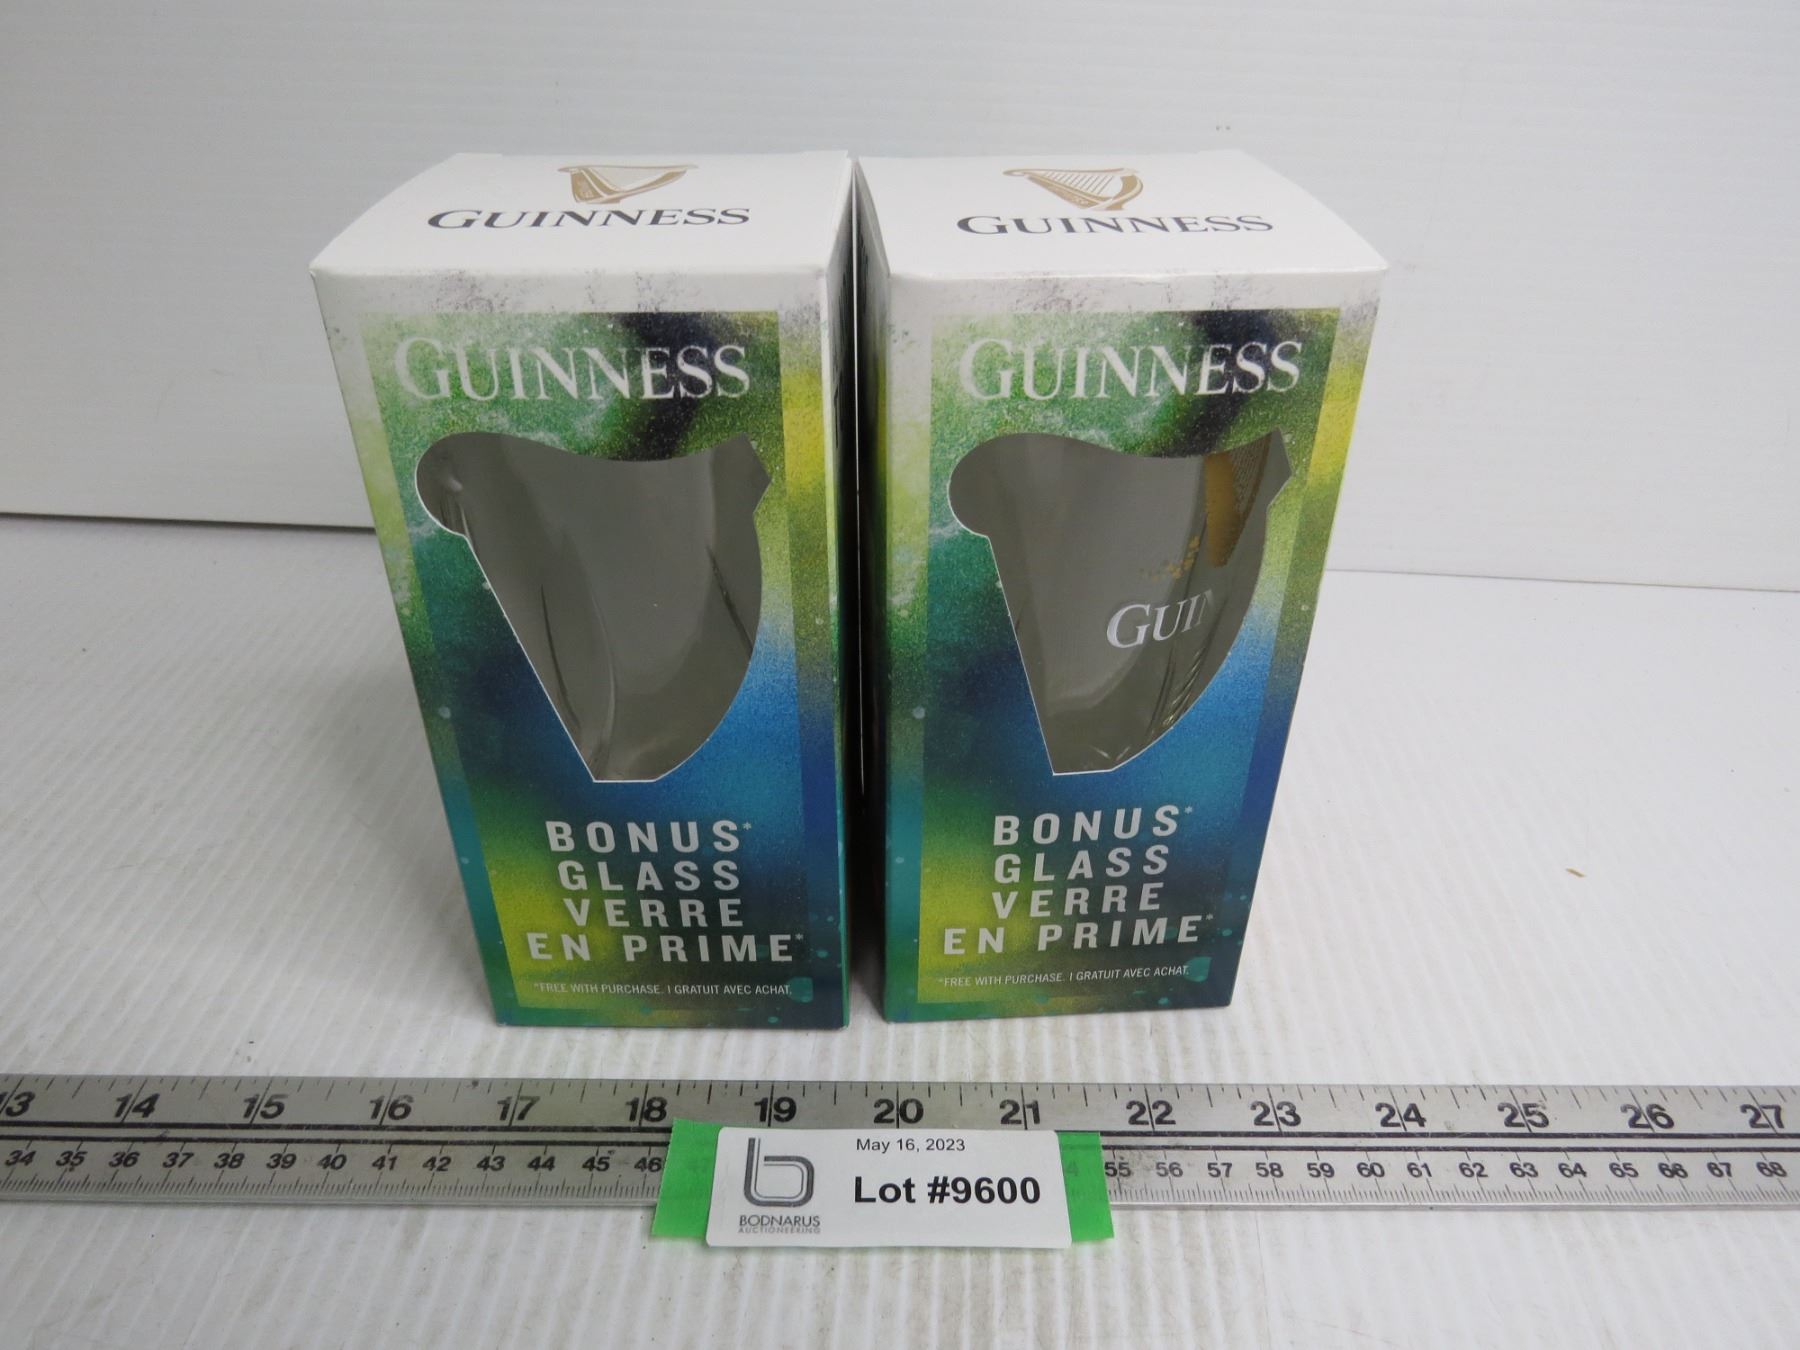 GUINNESS
GUINNESS
GUINNESS
BONUS*
GLASS
VERRE
EN PRIME*
*FREE WITH PURCHASE. | GRATUIT AVEC ACHAT.
GUINNESS
GUIN
BONUS*
GLASS
VERRE
EN PRIME*
*FREE WITH PURCHASE. | GRATUIT AVEC ACHAT.
13 14 15 16 17 18 19 20 21 22 23 24 25 26 27
34 35 36 37 38 39 40 41 42 43 44 45 46 55 56 57 58 59 60 61 62 63 64 65 66 67 68
May 16, 2023
Lot #9600
BODNARUS
AUCTIONEERING